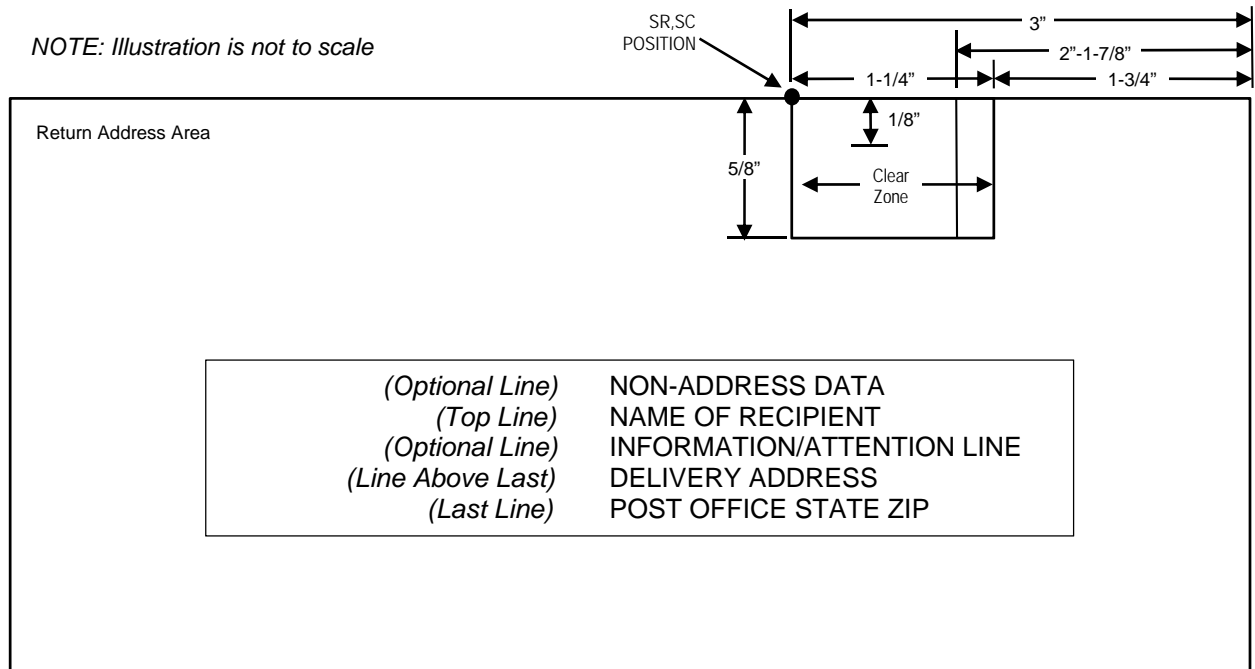 NOTE: Illustration is not to scale
SR,SC
POSITION
3”
2”-1-7/8”
1-1/4”
1-3/4”
Return Address Area
1/8”
5/8”
Clear
Zone
(Optional Line) NON-ADDRESS DATA
(Top Line) NAME OF RECIPIENT
(Optional Line) INFORMATION/ATTENTION LINE
(Line Above Last) DELIVERY ADDRESS
(Last Line) POST OFFICE STATE ZIP